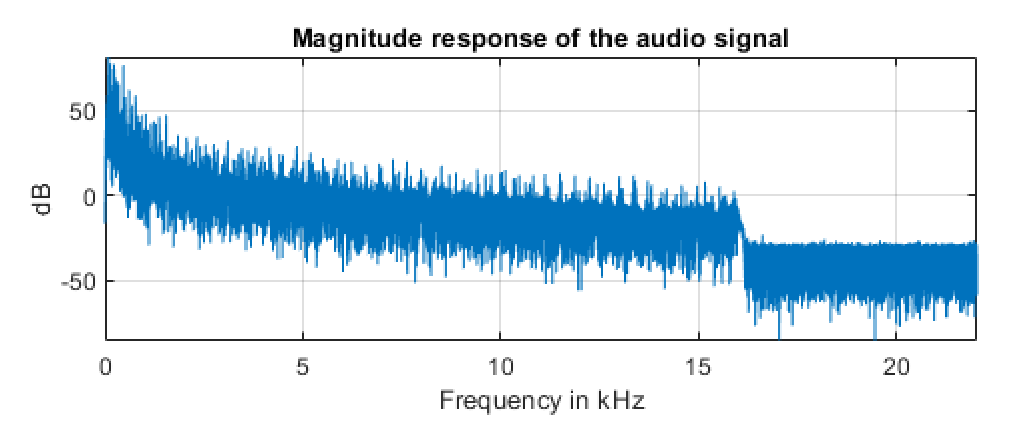 Magnitude response of the audio signal
50
0
-50
dB
0 5 10 15 20
Frequency in kHz